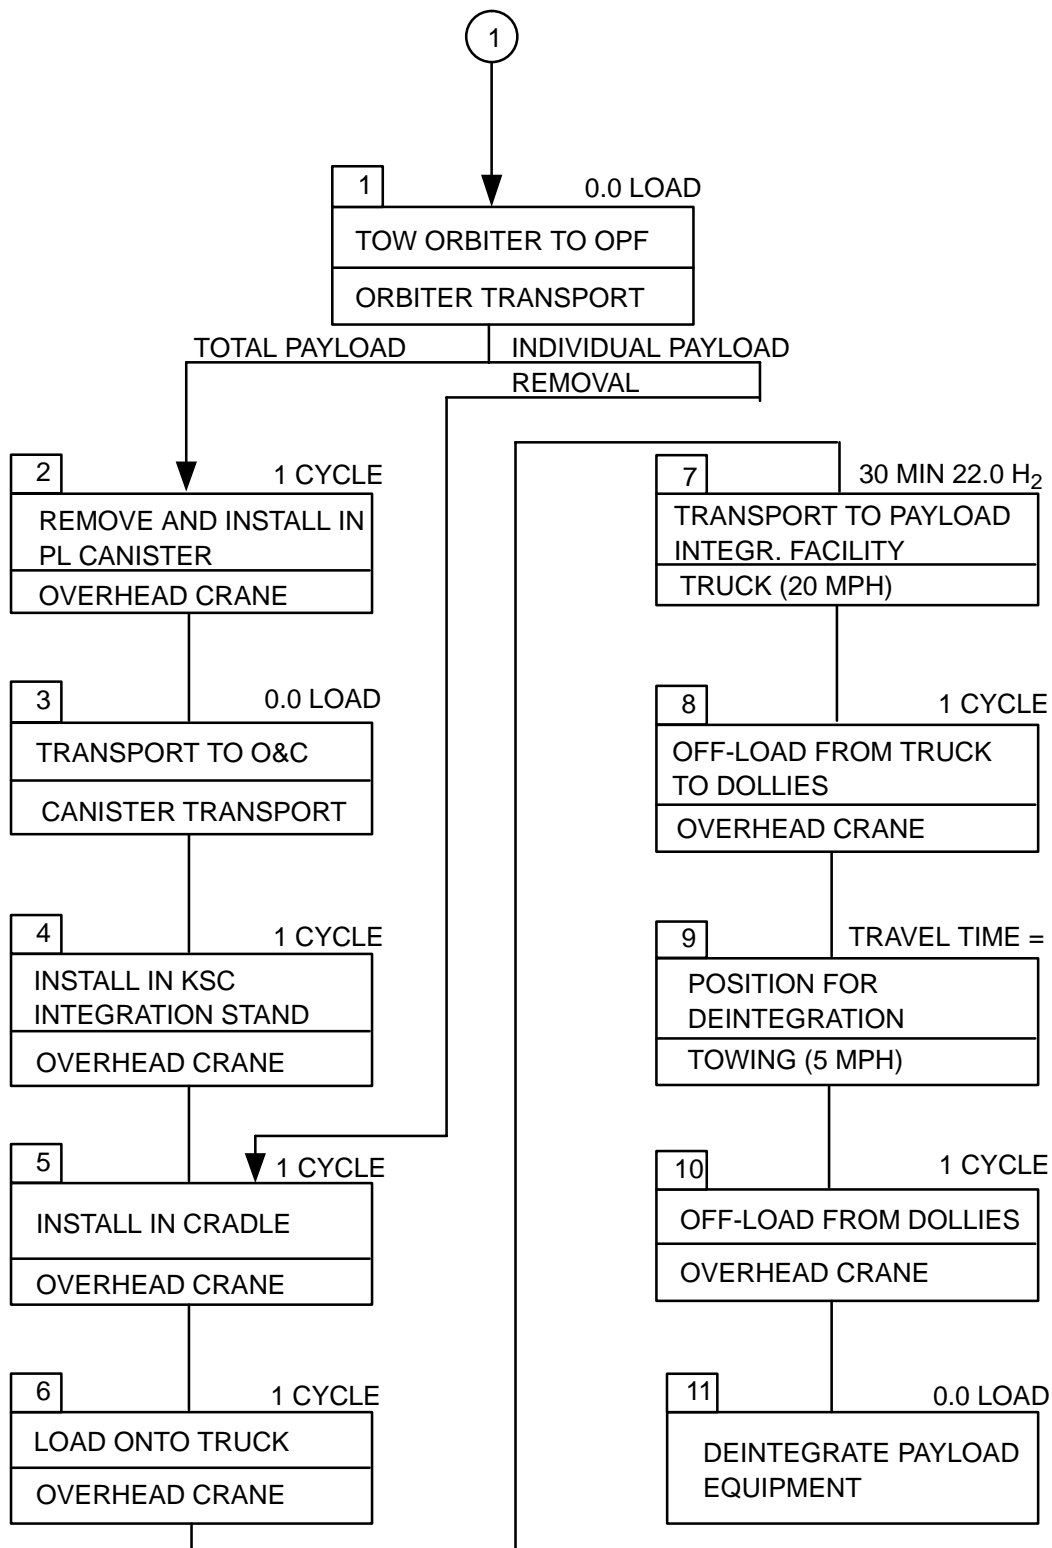 1
1
0.0 LOAD
TOW ORBITER TO OPF
ORBITER TRANSPORT
TOTAL PAYLOAD
INDIVIDUAL PAYLOAD
REMOVAL
2
1 CYCLE
REMOVE AND INSTALL IN
PL CANISTER
OVERHEAD CRANE
3
0.0 LOAD
TRANSPORT TO O&C
CANISTER TRANSPORT
4
1 CYCLE
INSTALL IN KSC
INTEGRATION STAND
OVERHEAD CRANE
5
1 CYCLE
INSTALL IN CRADLE
OVERHEAD CRANE
6
1 CYCLE
LOAD ONTO TRUCK
OVERHEAD CRANE
7
30 MIN 22.0 H2
TRANSPORT TO PAYLOAD
INTEGR. FACILITY
TRUCK (20 MPH)
8
1 CYCLE
OFF-LOAD FROM TRUCK
TO DOLLIES
OVERHEAD CRANE
9
TRAVEL TIME =
POSITION FOR
DEINTEGRATION
TOWING (5 MPH)
10
1 CYCLE
OFF-LOAD FROM DOLLIES
OVERHEAD CRANE
11
0.0 LOAD
DEINTEGRATE PAYLOAD
EQUIPMENT